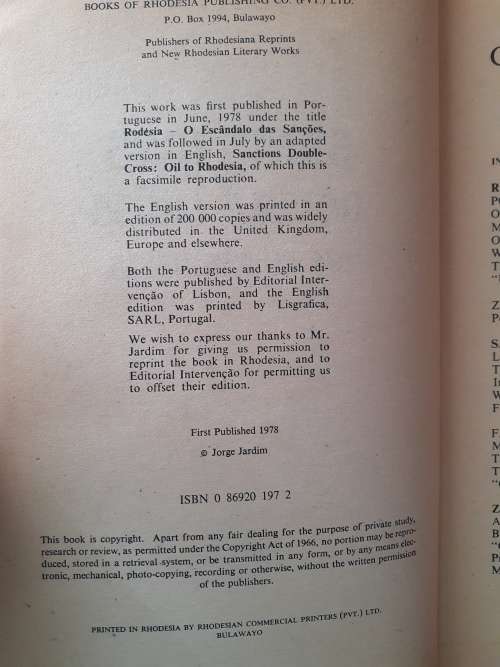 BOOKS OF RHODESIA PUBLISHING CO. (PVT.) LTD.
P.O. Box 1994, Bulawayo
Publishers of Rhodesiana Reprints
and New Rhodesian Literary Works
This work was first published in Por-
tuguese in June, 1978 under the title
Rodésia – O Escândalo das Sanções,
and was followed in July by an adapted
version in English, Sanctions Double-
Cross: Oil to Rhodesia, of which this is
a facsimile reproduction.
The English version was printed in an
edition of 200 000 copies and was widely
distributed in the United Kingdom,
Europe and elsewhere.
Both the Portuguese and English edi-
tions were published by Editorial Inter-
venção of Lisbon, and the English
edition was printed by Lisgrafica,
SARL, Portugal.
We wish to express our thanks to Mr.
Jardim for giving us permission to
reprint the book in Rhodesia, and to
Editorial Intervenção for permitting us
to offset their edition.
First Published 1978
© Jorge Jardim
ISBN 0 86920 197 2
This book is copyright. Apart from any fair dealing for the purpose of private study,
research or review, as permitted under the Copyright Act of 1966, no portion may be repro-
duced, stored in a retrieval system, or be transmitted in any form, or by any means elec-
tronic, mechanical, photo-copying, recording or otherwise, without the written permission
of the publishers.
PRINTED IN RHODESIA BY RHODESIAN COMMERCIAL PRINTERS (PVT.) LTD.
BULAWAYO